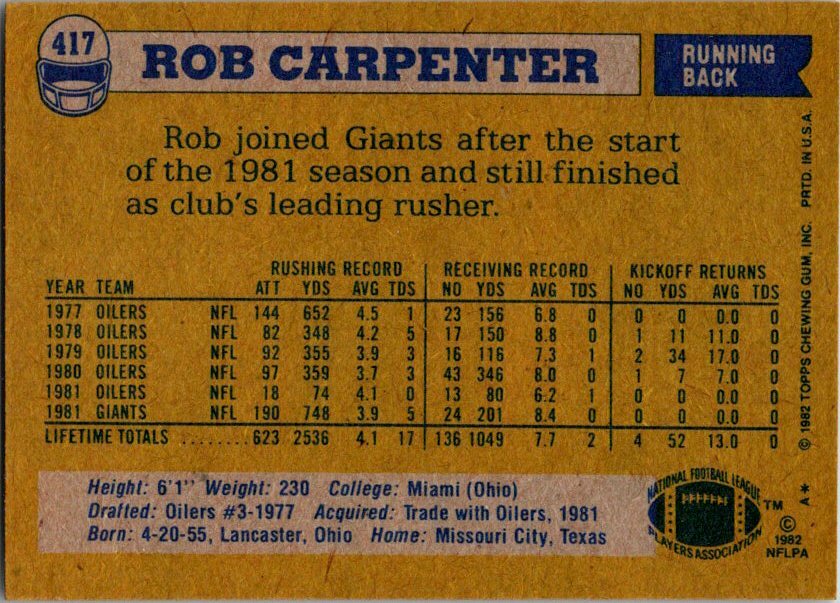 417
ROB CARPENTER
RUNNING
BACK
Rob joined Giants after the start
of the 1981 season and still finished
as club's leading rusher.
RUSHING RECORD RECEIVING RECORD KICKOFF RETURNS
YEAR TEAM ATT YDS AVG TDS NO YDS AVG TDS NO YDS AVG TDS
1977 OILERS NFL 144 652 4.5 1 23 156 6.8 0 0 0 0.0 0
1978 OILERS NFL 82 348 4.2 5 17 150 8.8 0 1 11 11.0 0
1979 OILERS NFL 92 355 3.9 3 16 116 7.3 1 2 34 17.0 0
1980 OILERS NFL 97 359 3.7 3 43 346 8.0 0 1 7 7.0 0
1981 OILERS NFL 18 74 4.1 0 13 80 6.2 1 0 0 0.0 0
1981 GIANTS NFL 190 748 3.9 5 24 201 8.4 0 0 0 0.0 0
LIFETIME TOTALS ........ 623 2536 4.1 17 136 1049 7.7 2 4 52 13.0 0
Height: 6'1" Weight: 230 College: Miami (Ohio)
Drafted: Oilers #3-1977 Acquired: Trade with Oilers, 1981
Born: 4-20-55, Lancaster, Ohio Home: Missouri City, Texas
NATIONAL FOOTBALL LEAGUE
PLAYERS ASSOCIATION
TM
©
1982
NFLPA
A* © 1982 TOPPS CHEWING GUM, INC. PRTD. IN U.S.A.